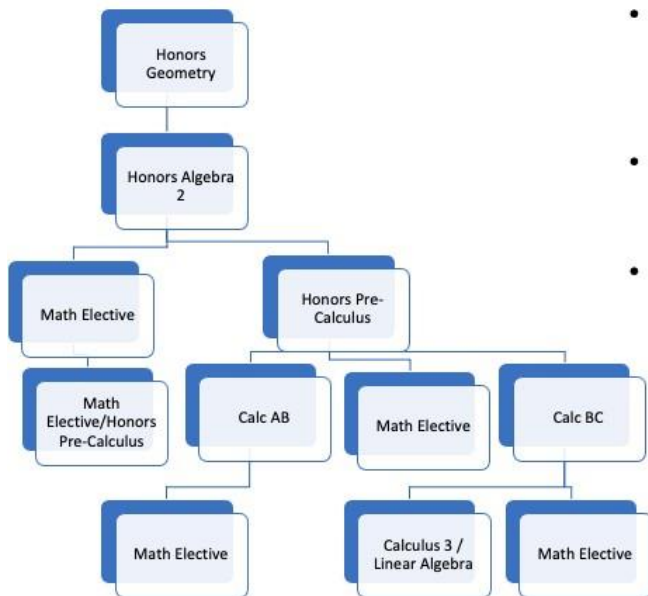 Honors
Geometry
Honors Algebra
2
Math Elective
Honors Pre-
Calculus
Math
Elective/Honors
Pre-Calculus
Calc AB
Math Elective
Calc BC
Math Elective
Calculus 3 /
Linear Algebra
Math Elective